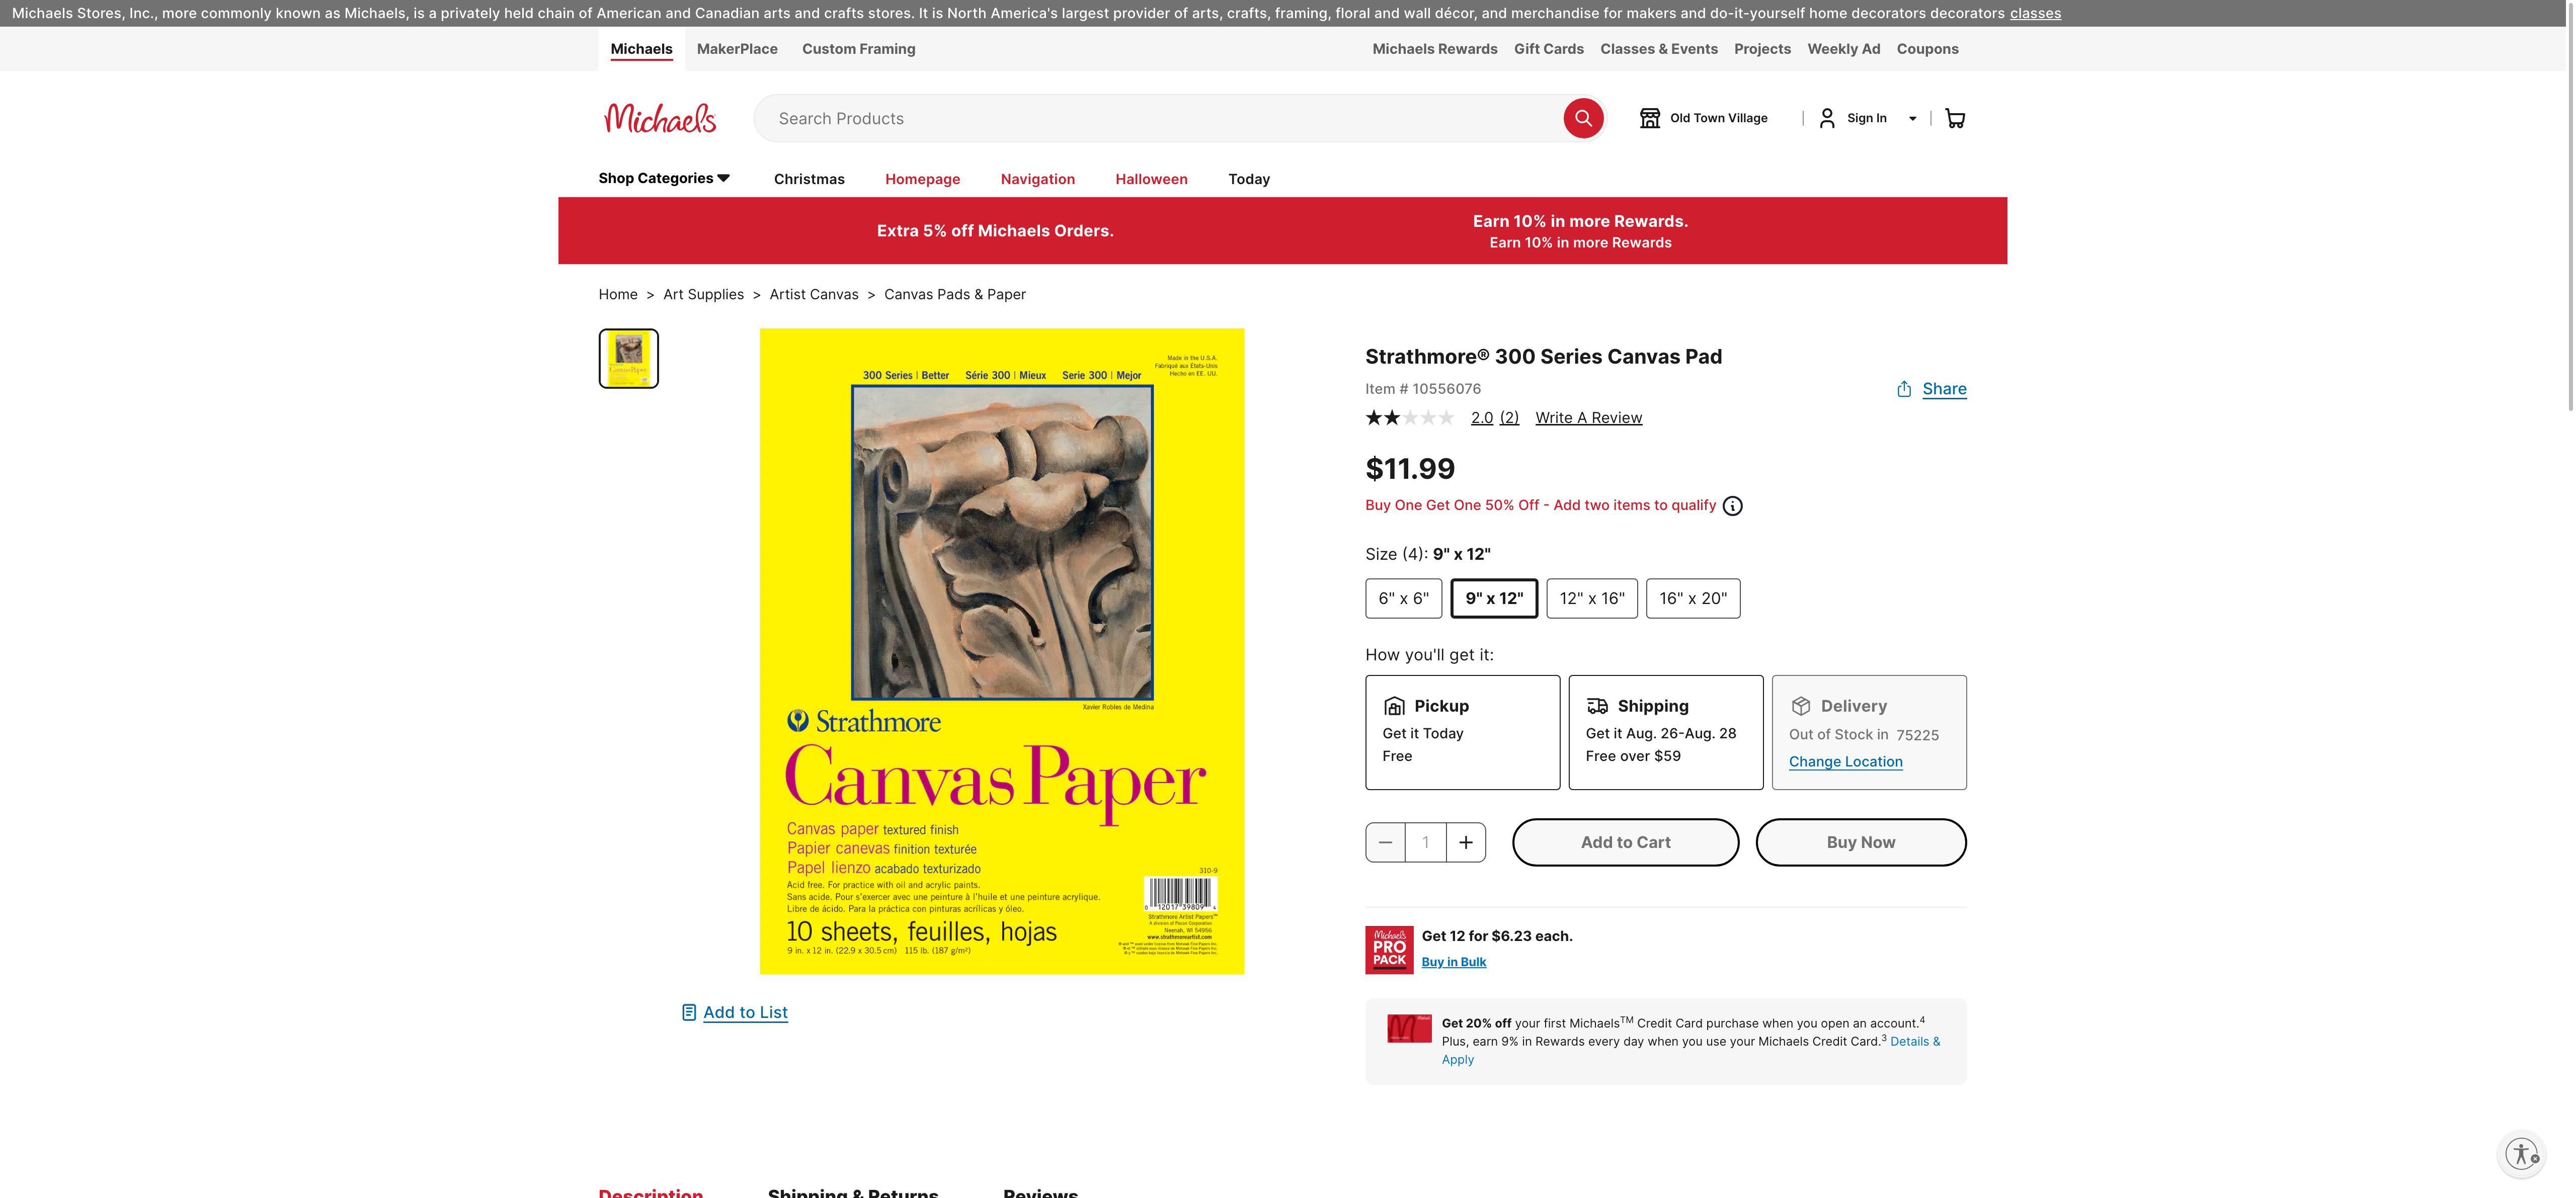 Michaels Stores, Inc., more commonly known as Michaels, is a privately held chain of American and Canadian arts and crafts stores. It is North America's largest provider of arts, crafts, framing, floral and wall décor, and merchandise for makers and do-it-yourself home decorators decorators classes
Michaels MakerPlace Custom Framing Michaels Rewards Gift Cards Classes & Events Projects Weekly Ad Coupons
Michaels Search Products Old Town Village | Sign In |
Shop Categories Christmas Homepage Navigation Halloween Today
Extra 5% off Michaels Orders.
Earn 10% in more Rewards.
Earn 10% in more Rewards
Home > Art Supplies > Artist Canvas > Canvas Pads & Paper
Made in the U.S.A.
Fabriqué aux États-Unis
Hecho en EE. UU.
300 Series | Better Série 300 | Mieux Serie 300 | Mejor
Xavier Robles de Medina
Strathmore
Canvas Paper
Canvas paper textured finish
Papier canevas finition texturée
Papel lienzo acabado texturizado
Acid free. For practice with oil and acrylic paints.
Sans acide. Pour s'exercer avec une peinture à l'huile et une peinture acrylique.
Libre de ácido. Para la práctica con pinturas acrílicas y óleo.
10 sheets, feuilles, hojas
9 in. x 12 in. (22.9 x 30.5 cm) 115 lb. (187 g/m²)
310-9
0 12017 39809 4
Strathmore Artist Papers™
A division of Pacon Corporation
Neenah, WI 54956
www.strathmoreartist.com
Add to List
Strathmore® 300 Series Canvas Pad
Item # 10556076
Share
2.0 (2) Write A Review
$11.99
Buy One Get One 50% Off - Add two items to qualify
Size (4): 9" x 12"
6" x 6" 9" x 12" 12" x 16" 16" x 20"
How you'll get it:
Pickup
Get it Today
Free
Shipping
Get it Aug. 26-Aug. 28
Free over $59
Delivery
Out of Stock in 75225
Change Location
1
Add to Cart
Buy Now
Michaels
PRO
PACK
Get 12 for $6.23 each.
Buy in Bulk
Get 20% off your first Michaels™ Credit Card purchase when you open an account.4
Plus, earn 9% in Rewards every day when you use your Michaels Credit Card.3 Details &
Apply
Description Shipping & Returns Reviews